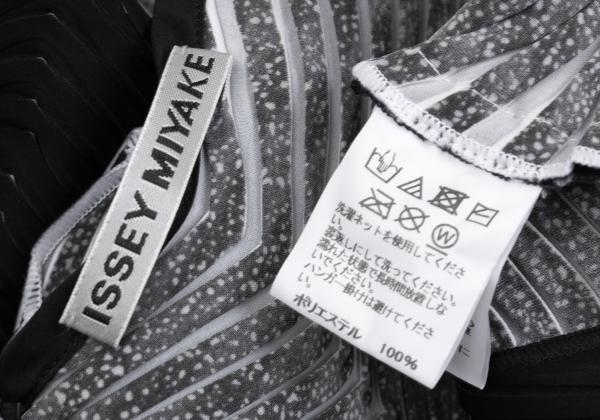 ISSEY MIYAKE
W
洗濯ネットを使用してくださ
い。
裏返しにして洗ってください。
濡れた状態で長時間放置しな
いでください。
ハンガー掛けは避けてくださ
い。
ポリエステル 100%
に